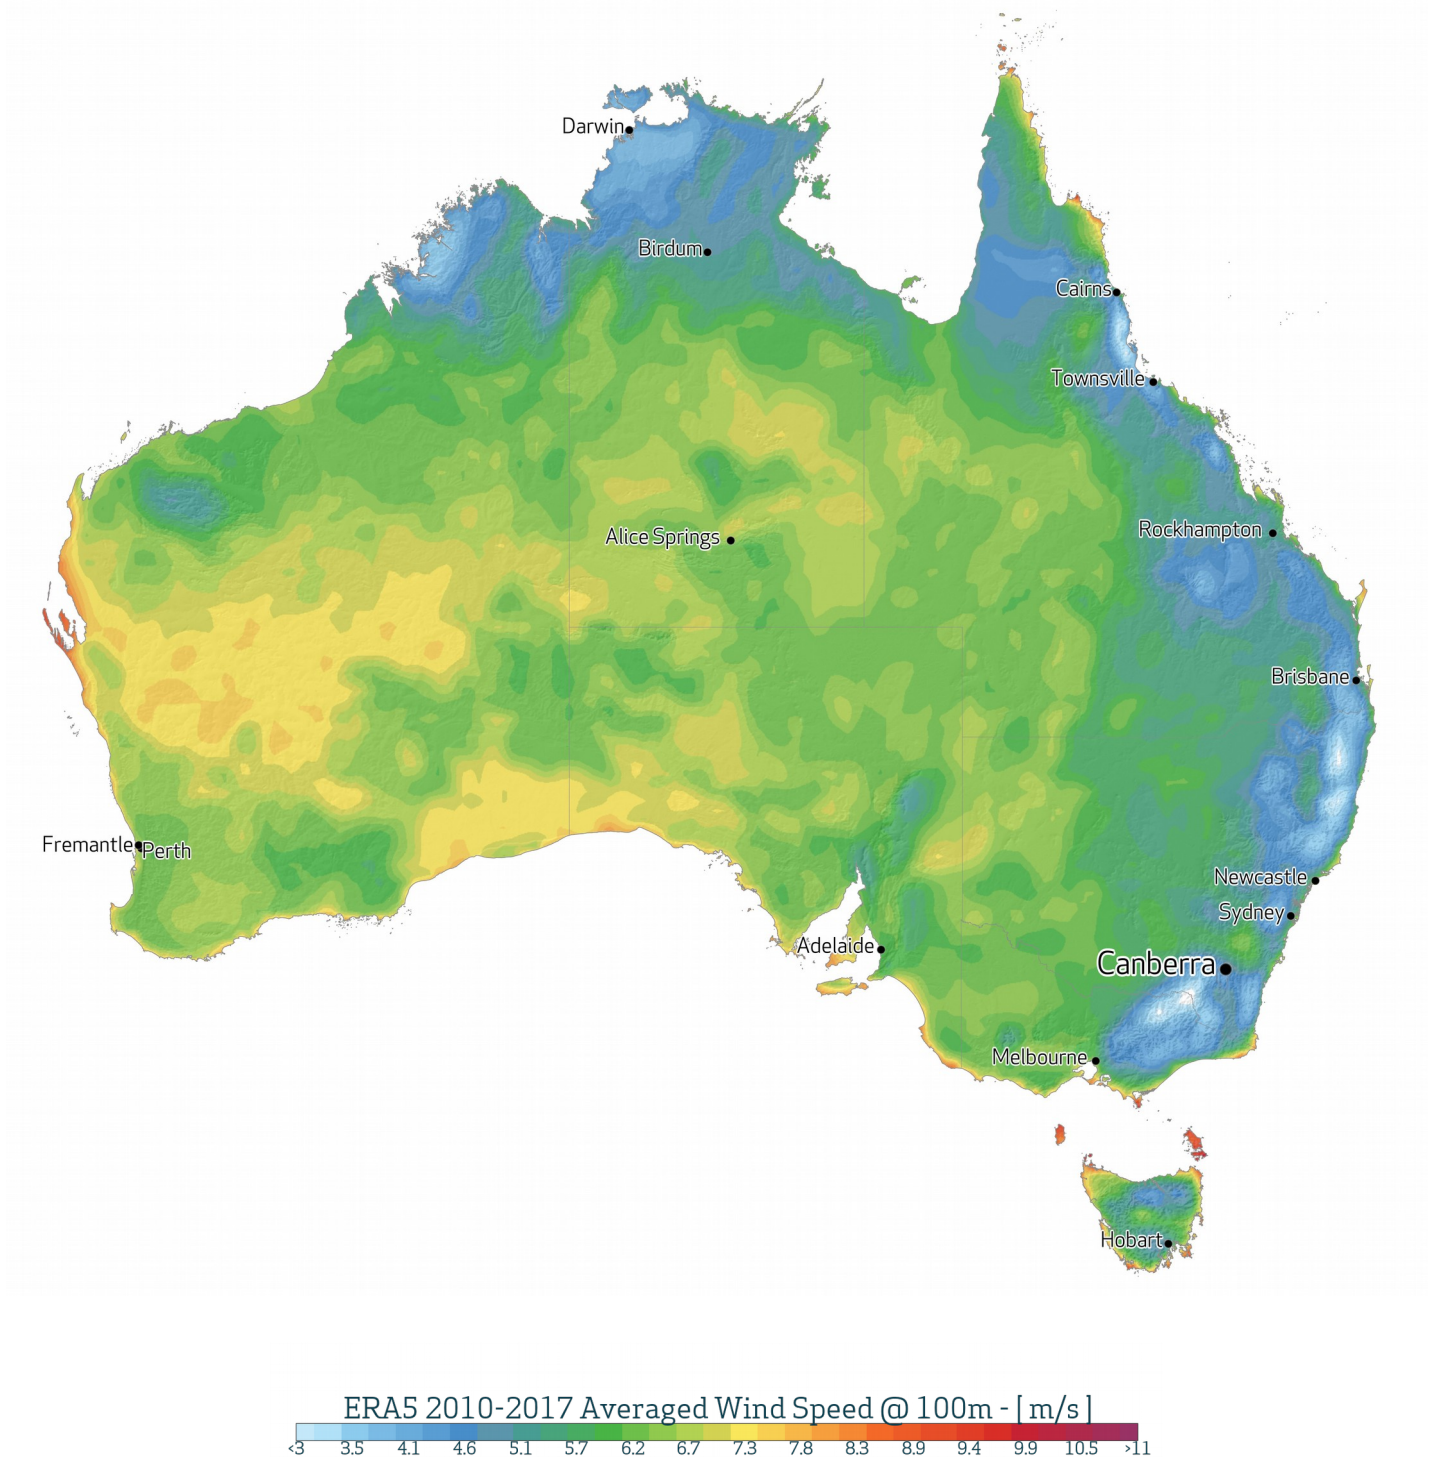 Darwin
Birdum
Cairns
Townsville
Rockhampton
Alice Springs
Brisbane
Fremantle
Perth
Newcastle
Sydney
Adelaide
Canberra
Melbourne
Hobart
ERA5 2010-2017 Averaged Wind Speed @ 100m - [ m/s ]
<3 3.5 4.1 4.6 5.1 5.7 6.2 6.7 7.3 7.8 8.3 8.9 9.4 9.9 10.5 >11